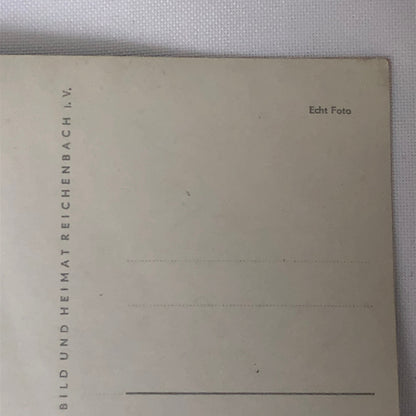 Echt Foto
BILD UND HEIMAT REICHENBACH i. V.